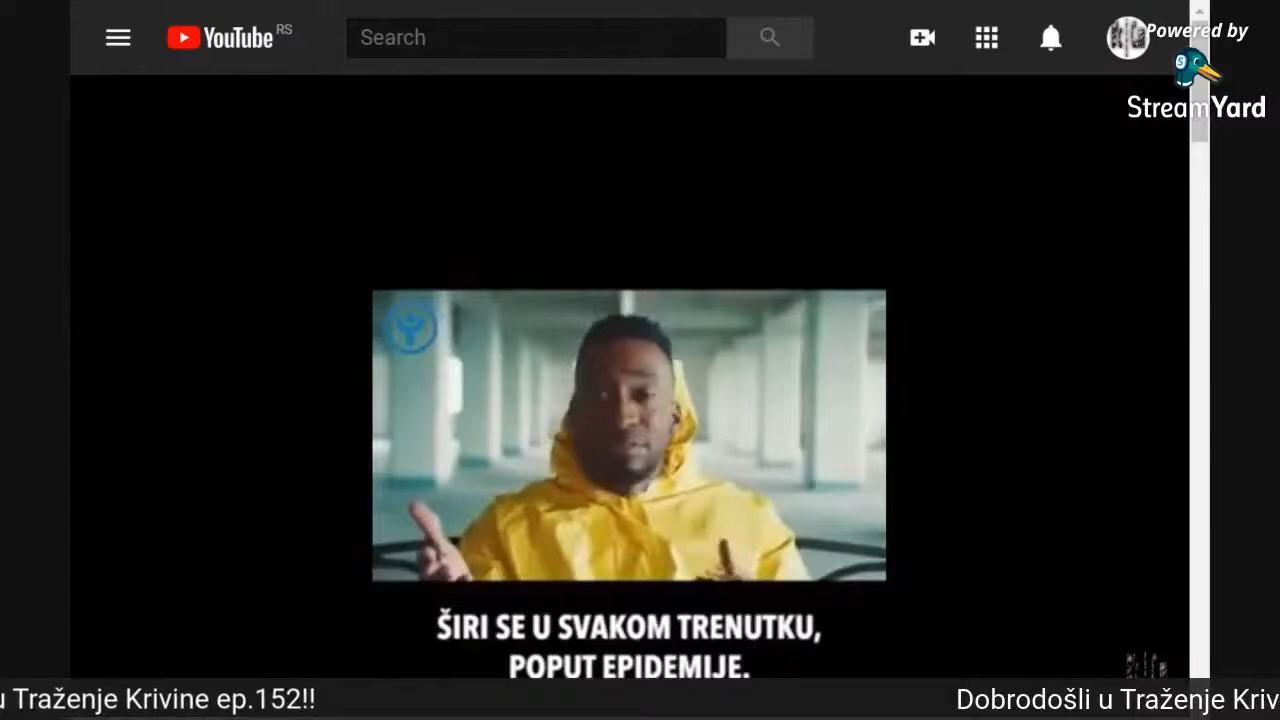 YouTube RS
Search
Powered by
StreamYard
ŠIRI SE U SVAKOM TRENUTKU,
POPUT EPIDEMIJE.
u Traženje Krivine ep.152!!
Dobrodošli u Traženje Kriv